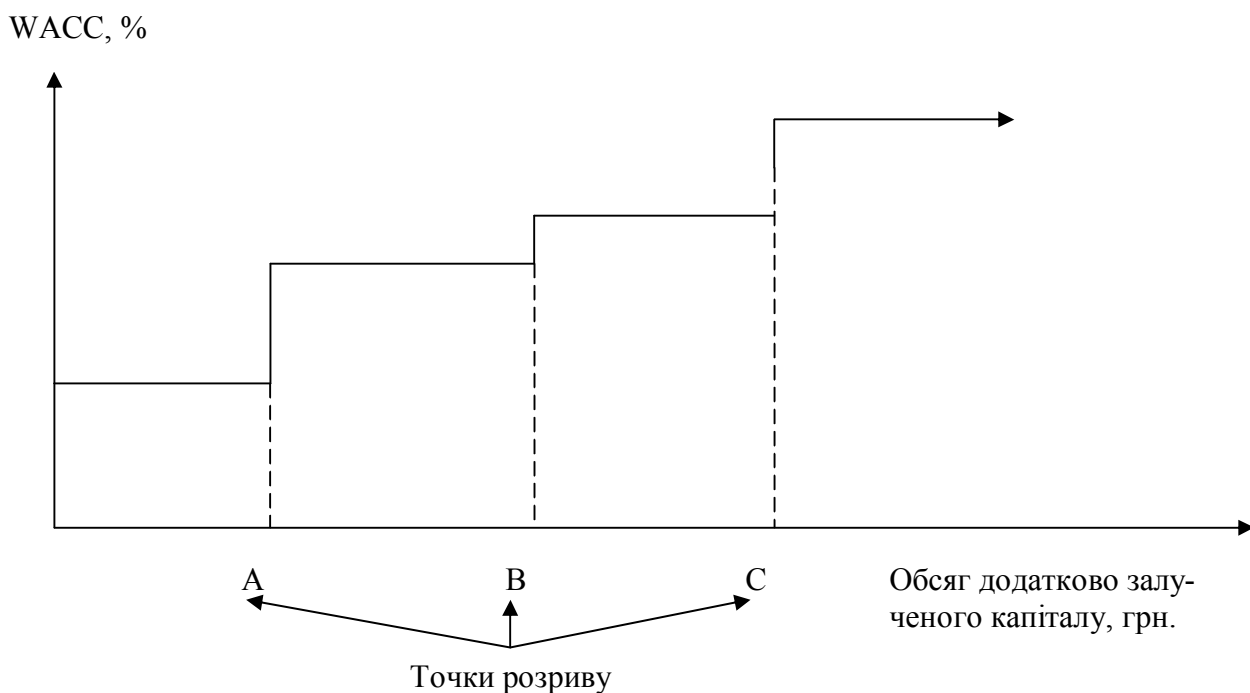 WACC, %
А В С
Обсяг додатково залу-
ченого капіталу, грн.
Точки розриву